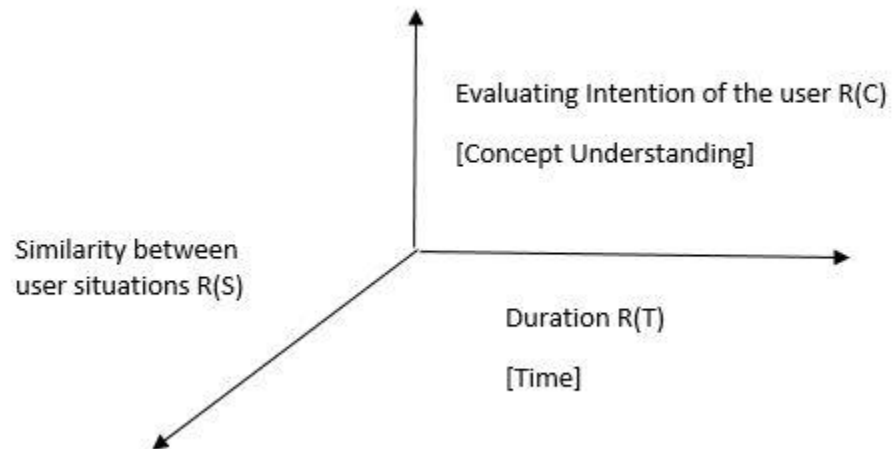 Evaluating Intention of the user R(C)
[Concept Understanding]
Similarity between
user situations R(S)
Duration R(T)
[Time]